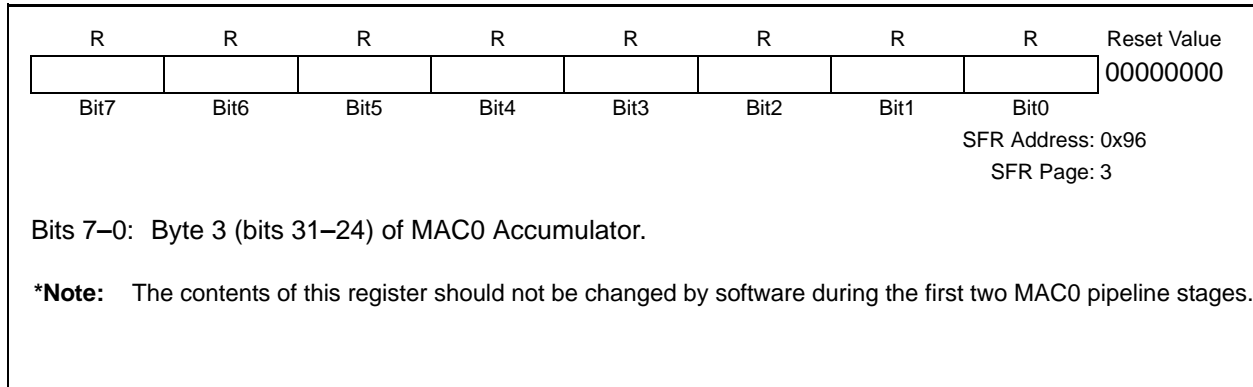 R R R R R R R R Reset Value
00000000
Bit7 Bit6 Bit5 Bit4 Bit3 Bit2 Bit1 Bit0
SFR Address: 0x96
SFR Page: 3
Bits 7–0: Byte 3 (bits 31–24) of MAC0 Accumulator.
*Note: The contents of this register should not be changed by software during the first two MAC0 pipeline stages.